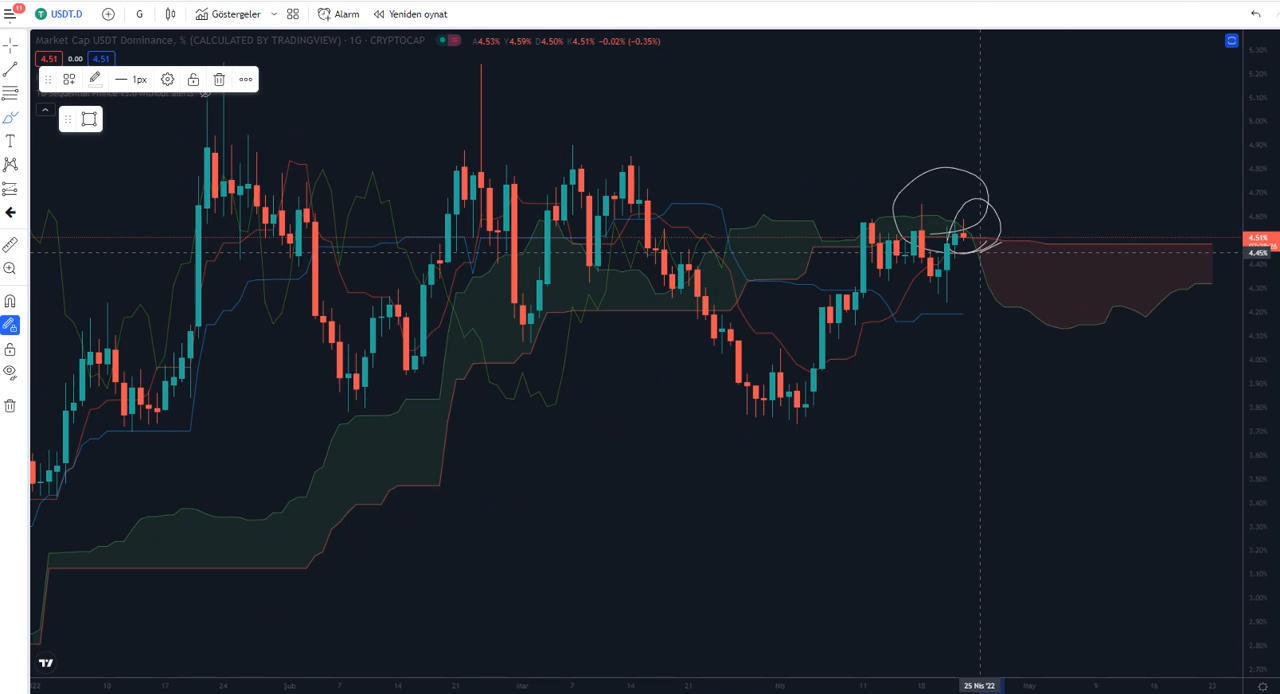 11
USDT.D
G
Göstergeler
Alarm
Yeniden oynat
Market Cap USDT Dominance, % (CALCULATED BY TRADINGVIEW) · 1G · CRYPTOCAP
A4.53% Y4.59% D4.50% K4.51% −0.02% (−0.35%)
4.51 0.00 4.51
1px
5.30%
5.20%
5.10%
5.00%
4.90%
4.80%
4.70%
4.60%
4.51%
4.45%
4.40%
4.30%
4.20%
4.10%
4.00%
3.90%
3.80%
3.70%
3.60%
3.50%
3.40%
3.30%
3.20%
3.10%
3.00%
2.90%
2.80%
2.70%
022 10 17 24 Şub 7 14 21 Mar 7 14 21 Nis 11 18 25 Nis '22 May 9 16 23